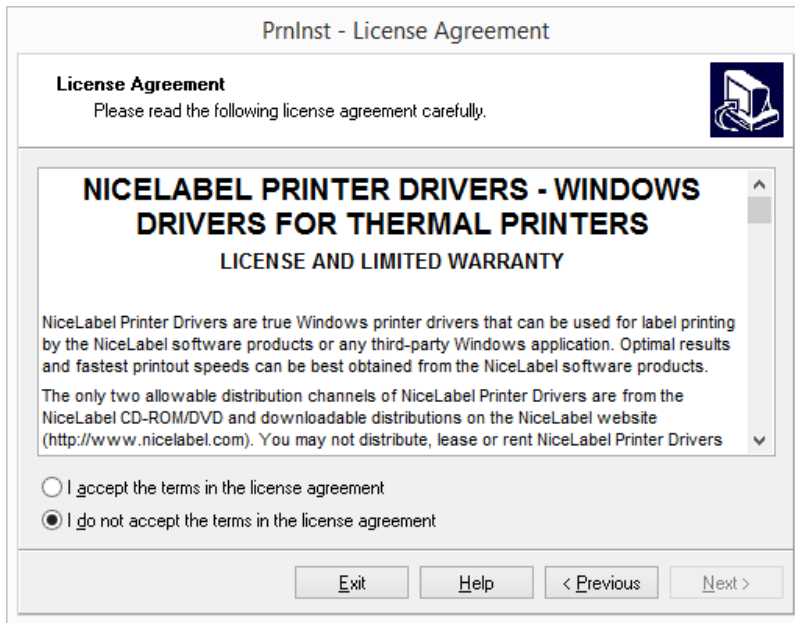 PrnInst - License Agreement
License Agreement
Please read the following license agreement carefully.
NICELABEL PRINTER DRIVERS - WINDOWS
DRIVERS FOR THERMAL PRINTERS
LICENSE AND LIMITED WARRANTY
NiceLabel Printer Drivers are true Windows printer drivers that can be used for label printing
by the NiceLabel software products or any third-party Windows application. Optimal results
and fastest printout speeds can be best obtained from the NiceLabel software products.
The only two allowable distribution channels of NiceLabel Printer Drivers are from the
NiceLabel CD-ROM/DVD and downloadable distributions on the NiceLabel website
(http://www.nicelabel.com). You may not distribute, lease or rent NiceLabel Printer Drivers
I accept the terms in the license agreement
I do not accept the terms in the license agreement
Exit Help < Previous Next >